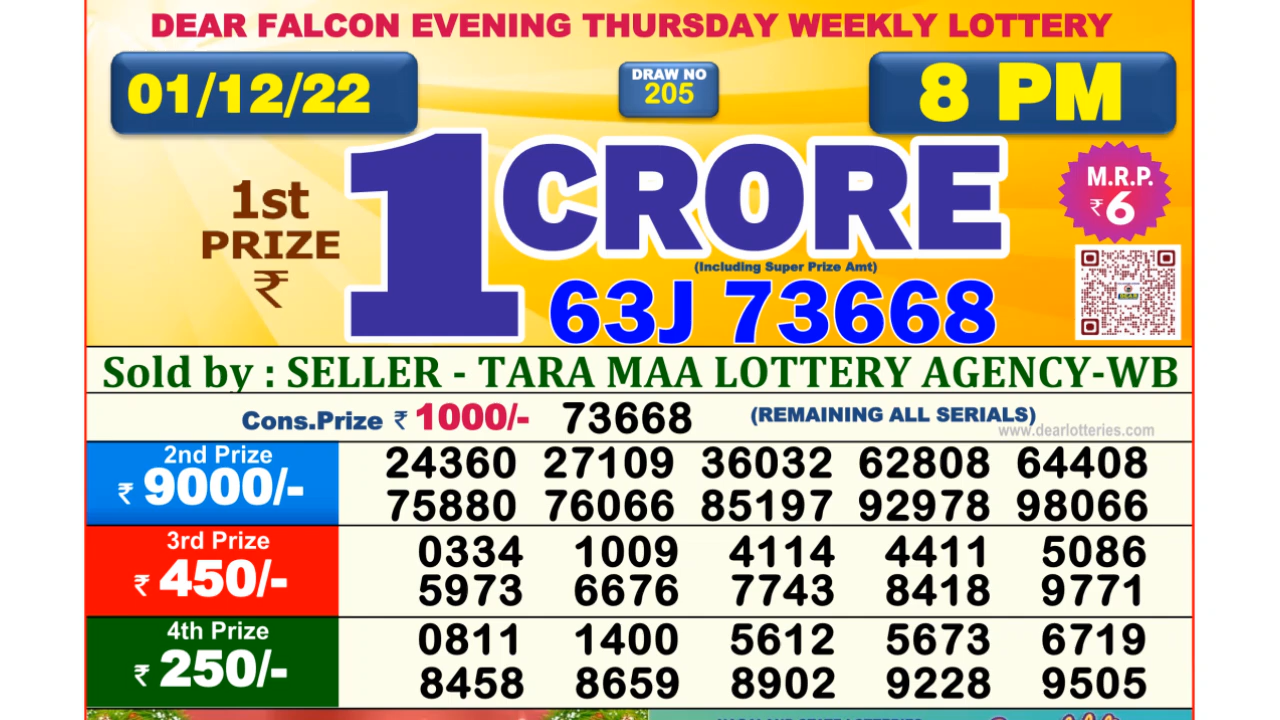 DEAR FALCON EVENING THURSDAY WEEKLY LOTTERY
01/12/22
DRAW NO
205
8 PM
1st
PRIZE
₹
1 CRORE
(Including Super Prize Amt)
63J 73668
M.R.P.
₹ 6
Sold by : SELLER - TARA MAA LOTTERY AGENCY-WB
Cons.Prize ₹ 1000/- 73668 (REMAINING ALL SERIALS)
www.dearlotteries.com
2nd Prize
₹ 9000/-
24360 27109 36032 62808 64408
75880 76066 85197 92978 98066
3rd Prize
₹ 450/-
0334 1009 4114 4411 5086
5973 6676 7743 8418 9771
4th Prize
₹ 250/-
0811 1400 5612 5673 6719
8458 8659 8902 9228 9505